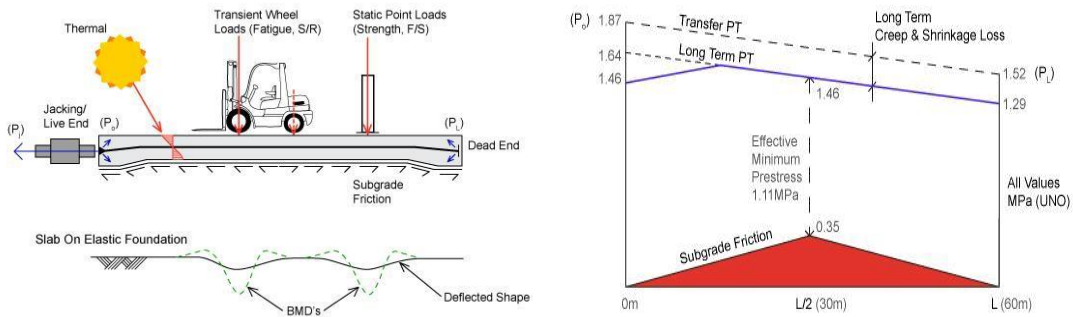 Thermal
Transient Wheel
Loads (Fatigue, S/R)
Static Point Loads
(Strength, F/S)
Jacking/
Live End
(Pj)
(Po)
(PL)
Dead End
Subgrade
Friction
Slab On Elastic Foundation
BMD's
Deflected Shape
(Po)
1.87
1.64
1.46
Transfer PT
Long Term PT
Long Term
Creep & Shrinkage Loss
1.52
(PL)
1.46
1.29
Effective
Minimum
Prestress
1.11MPa
All Values
MPa (UNO)
0.35
Subgrade Friction
0m
L/2 (30m)
L (60m)